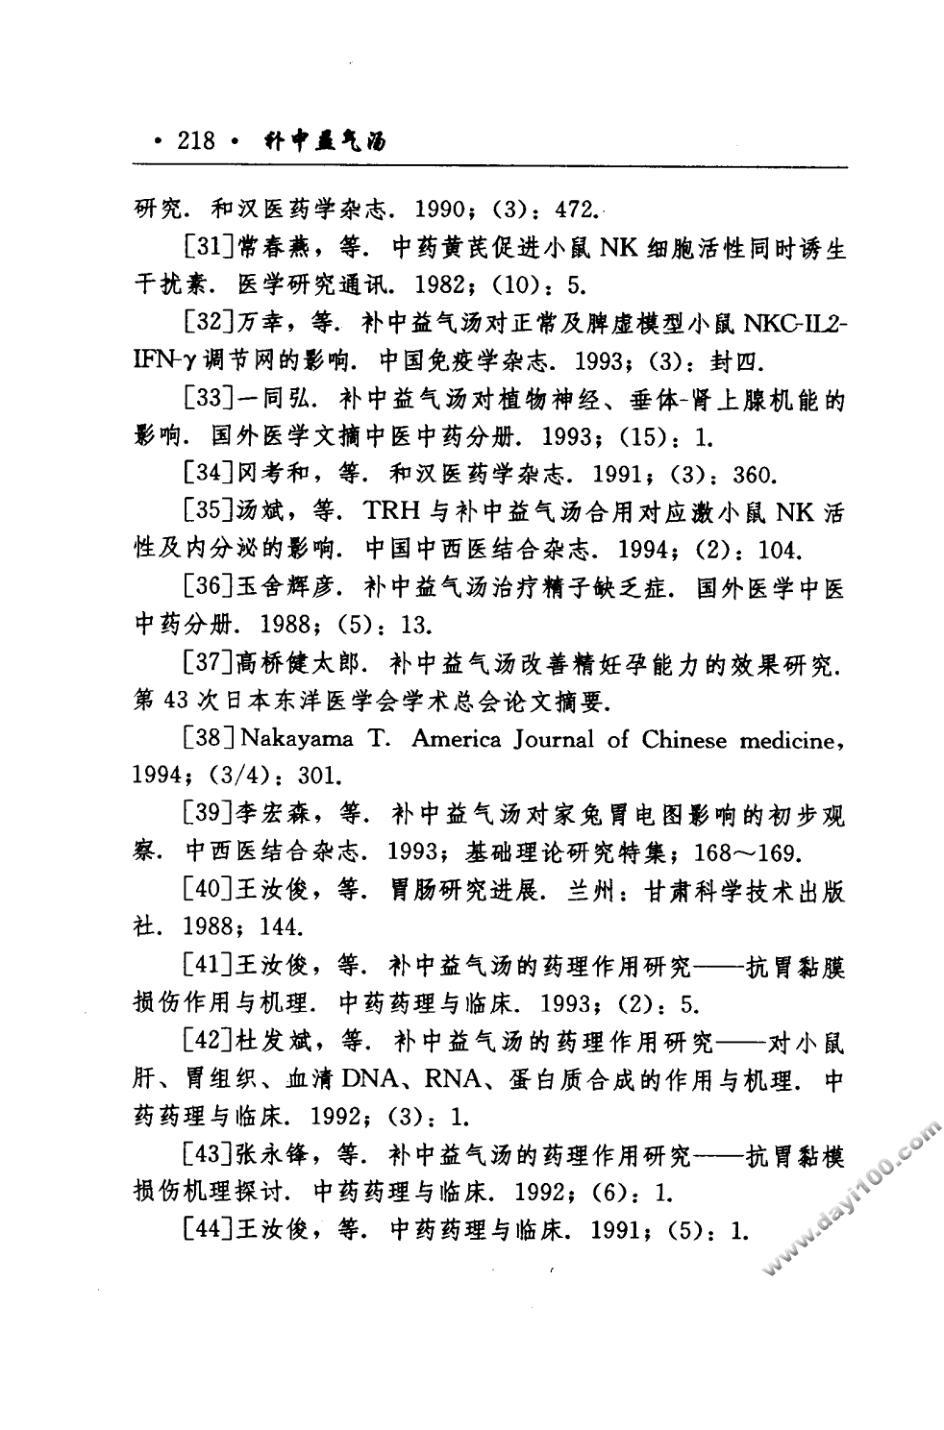 · 218 · 补中益气汤
研究．和汉医药学杂志．1990；（3）：472．
［31］常春燕，等．中药黄芪促进小鼠 NK 细胞活性同时诱生
干扰素．医学研究通讯．1982；（10）：5．
［32］万幸，等．补中益气汤对正常及脾虚模型小鼠 NKC-IL2-
IFN-γ 调节网的影响．中国免疫学杂志．1993；（3）：封四．
［33］一同弘．补中益气汤对植物神经、垂体-肾上腺机能的
影响．国外医学文摘中医中药分册．1993；（15）：1．
［34］冈考和，等．和汉医药学杂志．1991；（3）：360．
［35］汤斌，等．TRH 与补中益气汤合用对应激小鼠 NK 活
性及内分泌的影响．中国中西医结合杂志．1994；（2）：104．
［36］玉舍辉彦．补中益气汤治疗精子缺乏症．国外医学中医
中药分册．1988；（5）：13．
［37］高桥健太郎．补中益气汤改善精妊孕能力的效果研究．
第 43 次日本东洋医学会学术总会论文摘要．
［38］Nakayama T．America Journal of Chinese medicine，
1994；（3/4）：301．
［39］李宏森，等．补中益气汤对家兔胃电图影响的初步观
察．中西医结合杂志．1993；基础理论研究特集；168～169．
［40］王汝俊，等．胃肠研究进展．兰州：甘肃科学技术出版
社．1988；144．
［41］王汝俊，等．补中益气汤的药理作用研究——抗胃黏膜
损伤作用与机理．中药药理与临床．1993；（2）：5．
［42］杜发斌，等．补中益气汤的药理作用研究——对小鼠
肝、胃组织、血清 DNA、RNA、蛋白质合成的作用与机理．中
药药理与临床．1992；（3）：1．
［43］张永锋，等．补中益气汤的药理作用研究——抗胃黏模
损伤机理探讨．中药药理与临床．1992；（6）：1．
［44］王汝俊，等．中药药理与临床．1991；（5）：1．
www.dayi100.com